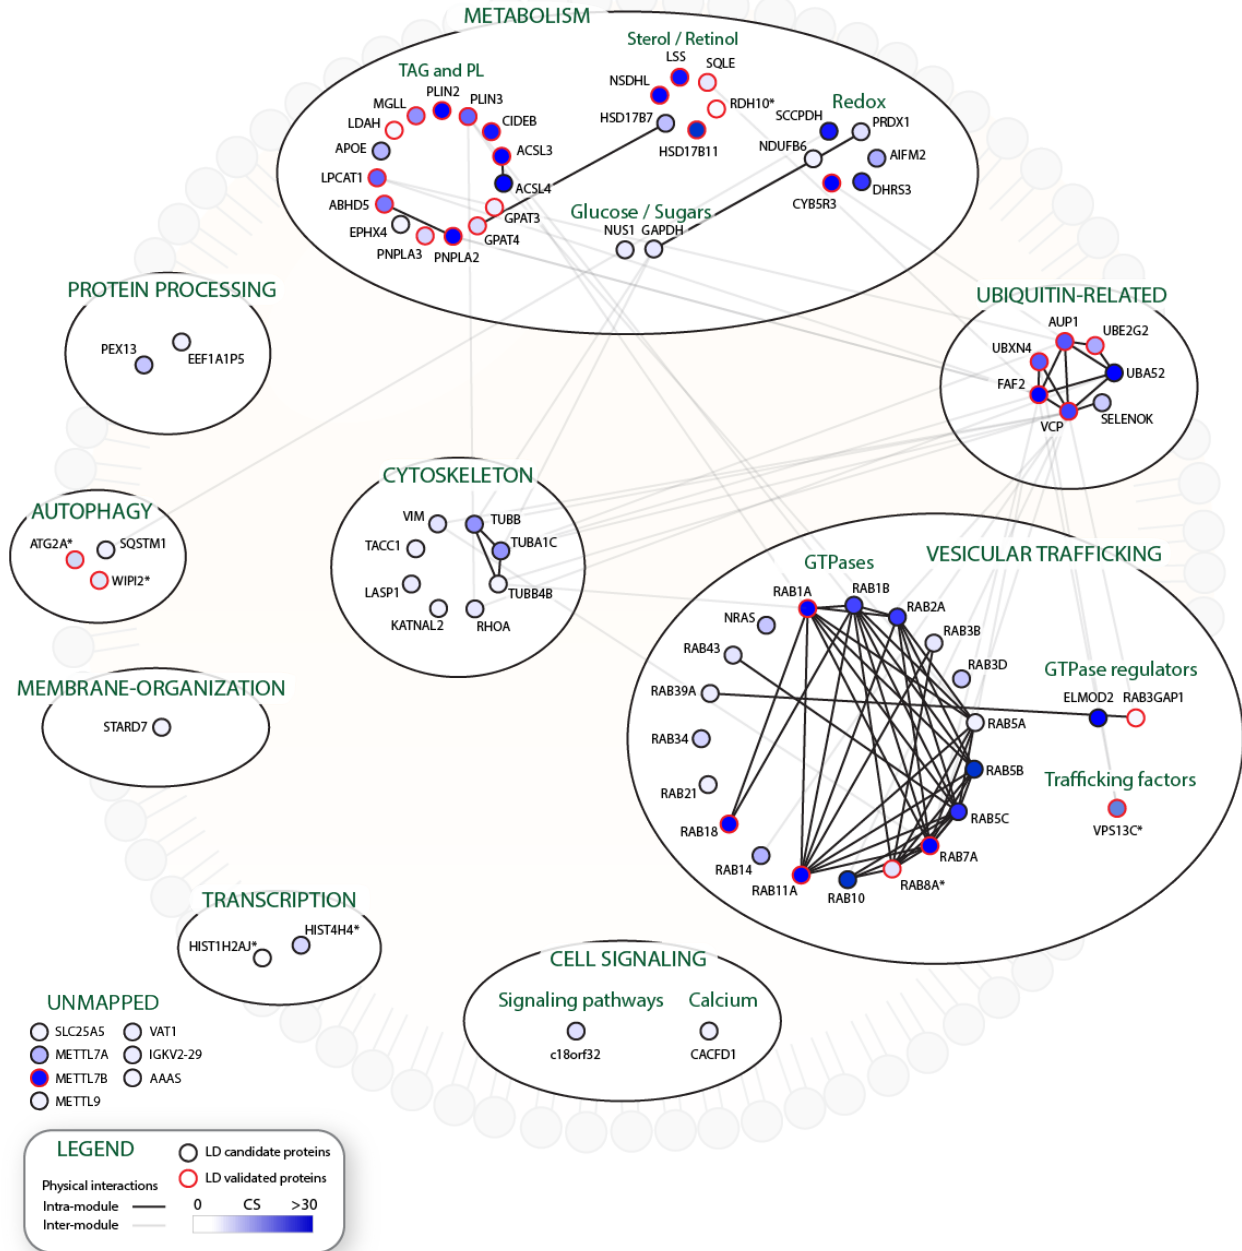 METABOLISM
Sterol / Retinol
LSS
SQLE
TAG and PL
NSDHL
PLIN2
PLIN3
RDH10*
Redox
MGLL
SCCPDH
PRDX1
LDAH
CIDEB
HSD17B7
APOE
ACSL3
HSD17B11
NDUFB6
AIFM2
LPCAT1
ACSL4
DHRS3
ABHD5
CYB5R3
GPAT3
Glucose / Sugars
EPHX4
GPAT4
NUS1
GAPDH
PNPLA3
PNPLA2
PROTEIN PROCESSING
PEX13
EEF1A1P5
UBIQUITIN-RELATED
AUP1
UBE2G2
UBXN4
UBA52
FAF2
SELENOK
VCP
AUTOPHAGY
ATG2A*
SQSTM1
WIPI2*
CYTOSKELETON
VIM
TUBB
TACC1
TUBA1C
LASP1
TUBB4B
KATNAL2
RHOA
VESICULAR TRAFFICKING
GTPases
RAB1A
RAB1B
RAB2A
NRAS
RAB3B
RAB43
RAB3D
GTPase regulators
RAB39A
ELMOD2
RAB3GAP1
RAB5A
RAB34
RAB5B
Trafficking factors
RAB21
RAB5C
RAB18
VPS13C*
RAB7A
RAB14
RAB11A
RAB8A*
RAB10
MEMBRANE-ORGANIZATION
STARD7
TRANSCRIPTION
HIST4H4*
HIST1H2AJ*
CELL SIGNALING
Signaling pathways
Calcium
c18orf32
CACFD1
UNMAPPED
SLC25A5
VAT1
METTL7A
IGKV2-29
METTL7B
AAAS
METTL9
LEGEND
LD candidate proteins
LD validated proteins
Physical interactions
Intra-module
Inter-module
0 CS >30